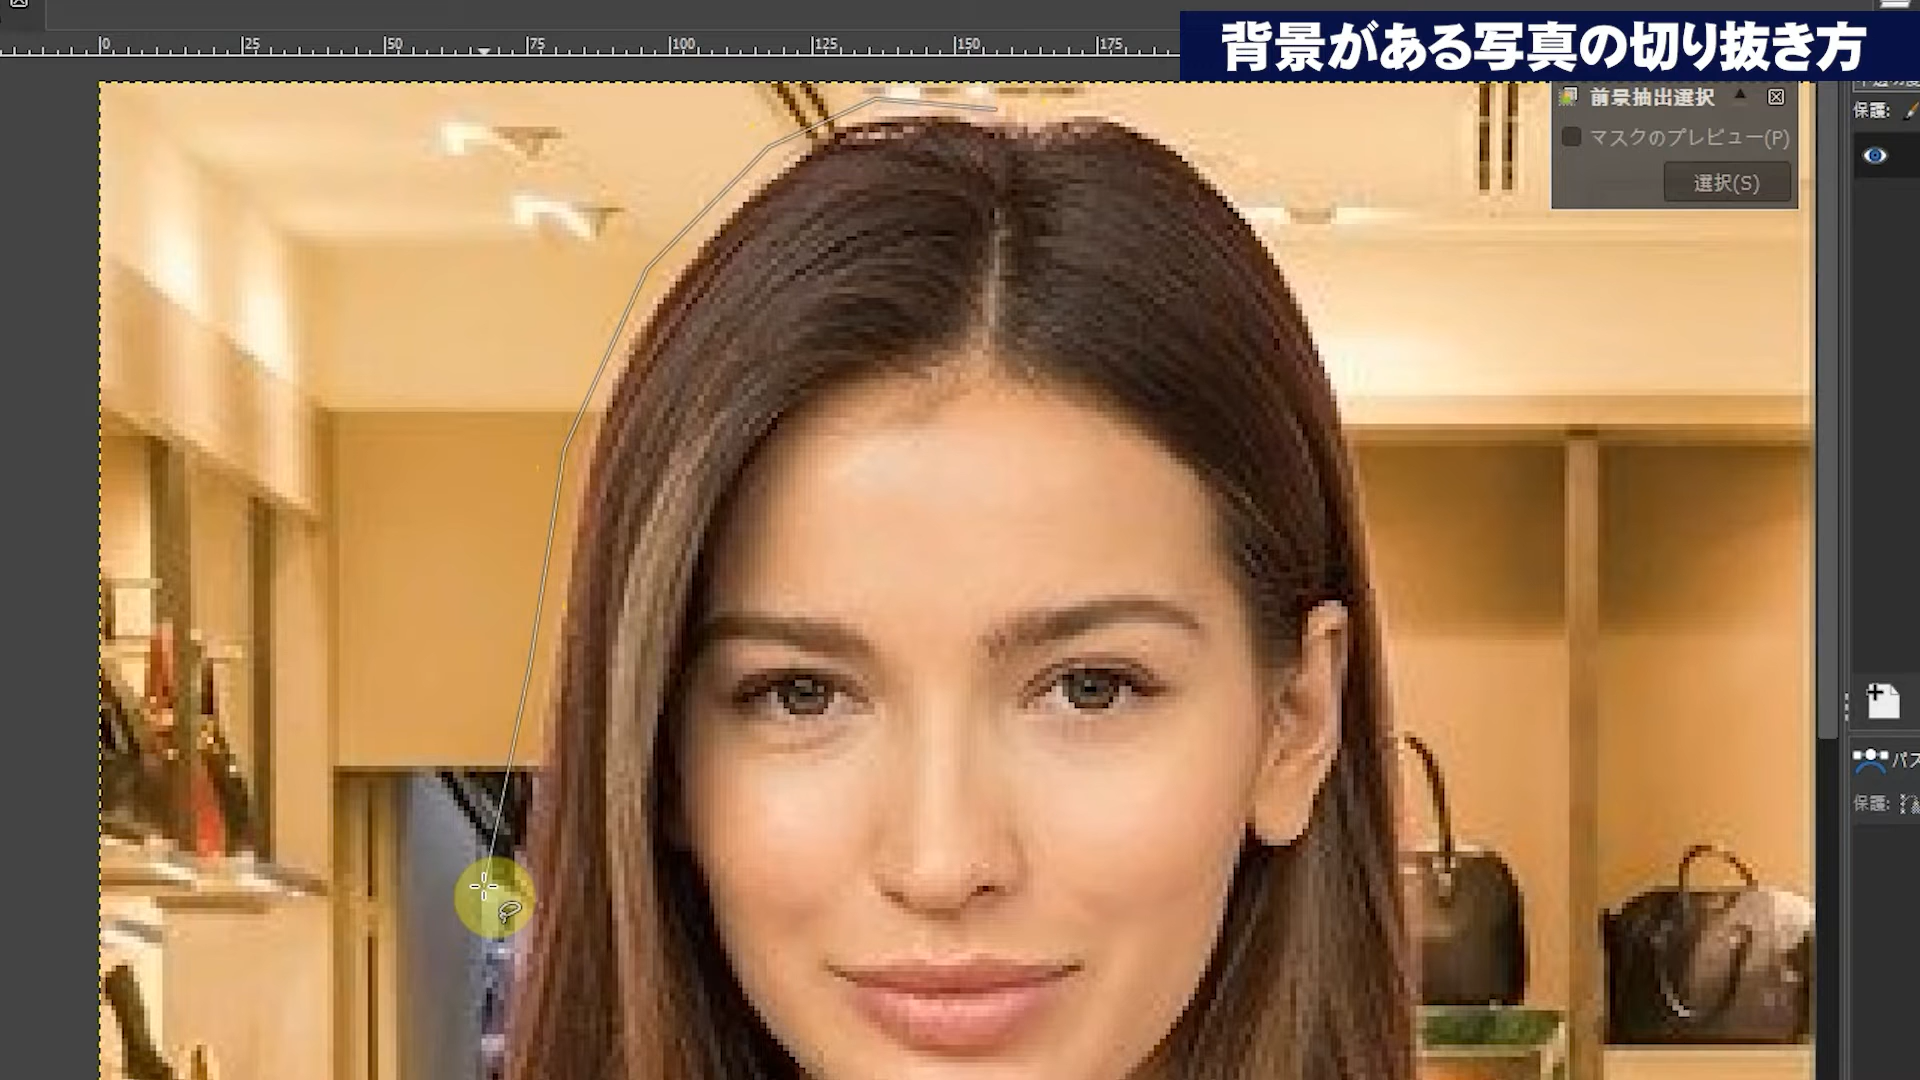 0 25 50 75 100 125 150 175
背景がある写真の切り抜き方
前景抽出選択
マスクのプレビュー(P)
選択(S)
保護:
パス
保護: